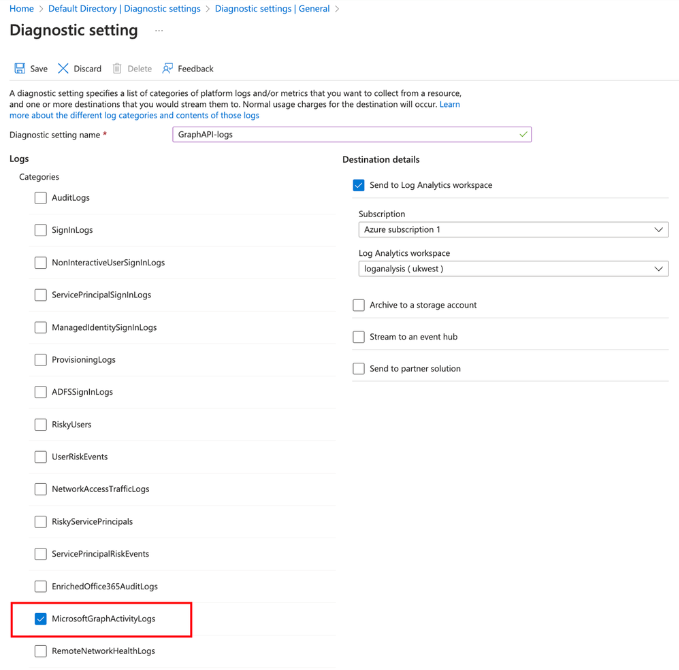 Home > Default Directory | Diagnostic settings > Diagnostic settings | General >
Diagnostic setting ...
Save Discard Delete Feedback
A diagnostic setting specifies a list of categories of platform logs and/or metrics that you want to collect from a resource,
and one or more destinations that you would stream them to. Normal usage charges for the destination will occur. Learn
more about the different log categories and contents of those logs
Diagnostic setting name * GraphAPI-logs
Logs
Categories
AuditLogs
SignInLogs
NonInteractiveUserSignInLogs
ServicePrincipalSignInLogs
ManagedIdentitySignInLogs
ProvisioningLogs
ADFSSignInLogs
RiskyUsers
UserRiskEvents
NetworkAccessTrafficLogs
RiskyServicePrincipals
ServicePrincipalRiskEvents
EnrichedOffice365AuditLogs
MicrosoftGraphActivityLogs
RemoteNetworkHealthLogs
Destination details
Send to Log Analytics workspace
Subscription
Azure subscription 1
Log Analytics workspace
loganalysis ( ukwest )
Archive to a storage account
Stream to an event hub
Send to partner solution